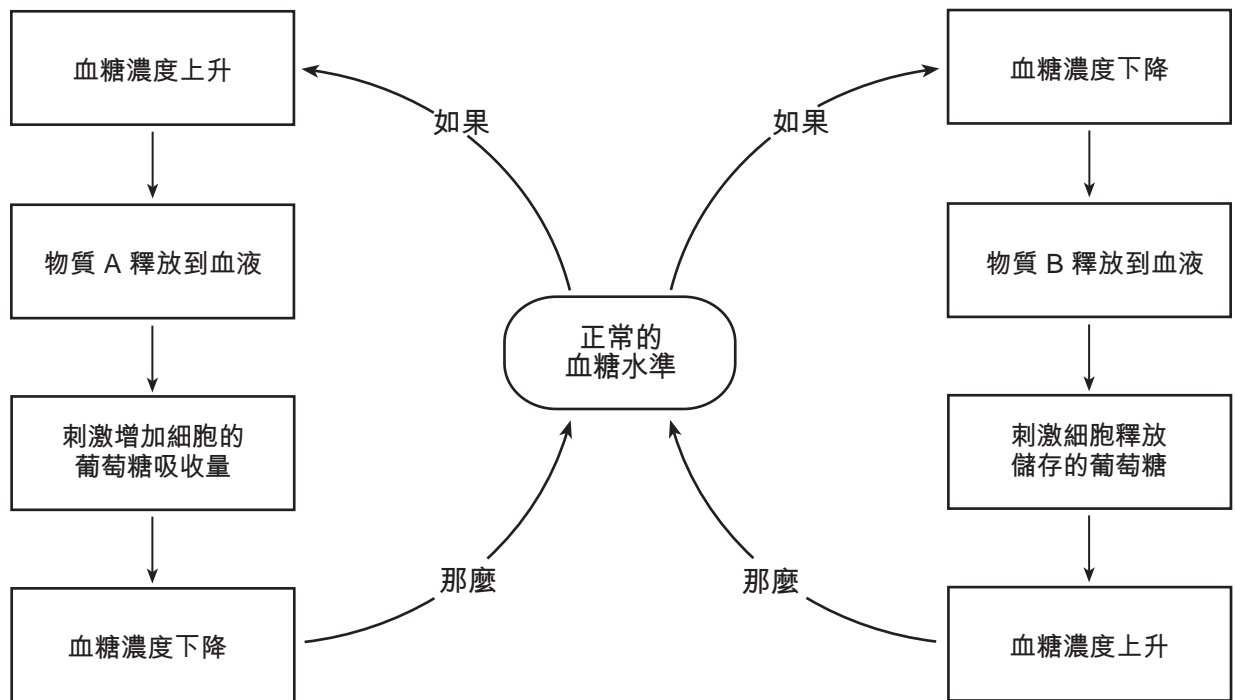 血糖濃度上升
物質 A 釋放到血液
刺激增加細胞的
葡萄糖吸收量
血糖濃度下降
如果
那麼
正常的
血糖水準
如果
那麼
血糖濃度下降
物質 B 釋放到血液
刺激細胞釋放
儲存的葡萄糖
血糖濃度上升